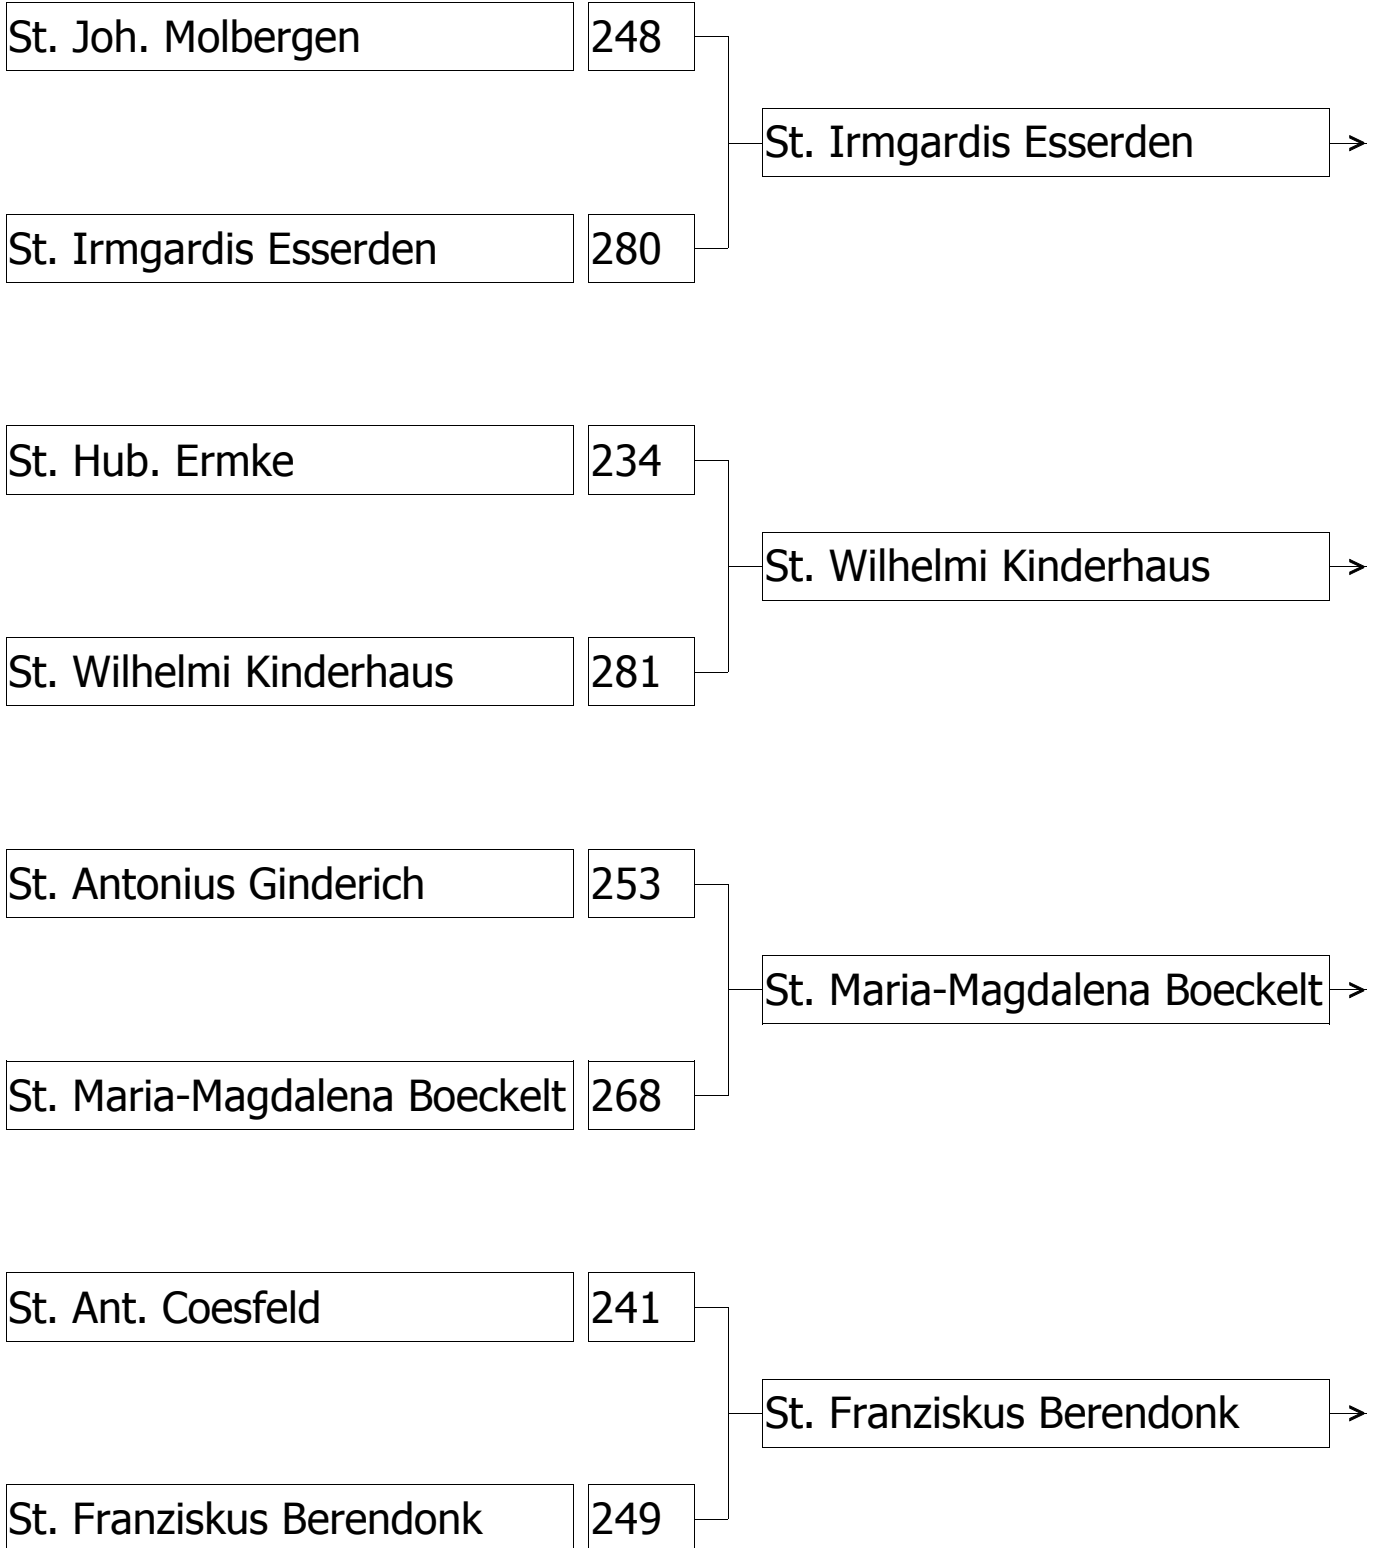 St. Joh. Molbergen 248
St. Irmgardis Esserden >
St. Irmgardis Esserden 280
St. Hub. Ermke 234
St. Wilhelmi Kinderhaus >
St. Wilhelmi Kinderhaus 281
St. Antonius Ginderich 253
St. Maria-Magdalena Boeckelt >
St. Maria-Magdalena Boeckelt 268
St. Ant. Coesfeld 241
St. Franziskus Berendonk >
St. Franziskus Berendonk 249